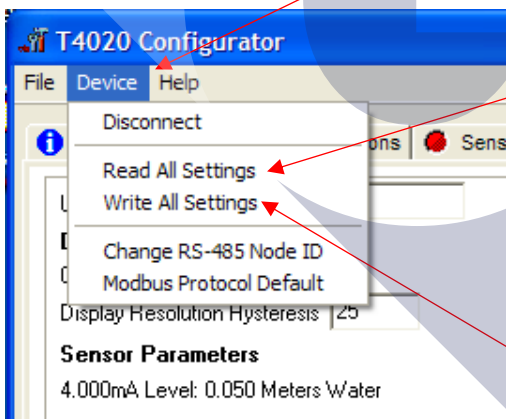 T4020 Configurator
File Device Help
Disconnect
ons Sens
Read All Settings
Write All Settings
Change RS-485 Node ID
Modbus Protocol Default
Display Resolution Hysteresis 25
Sensor Parameters
4.000mA Level: 0.050 Meters Water